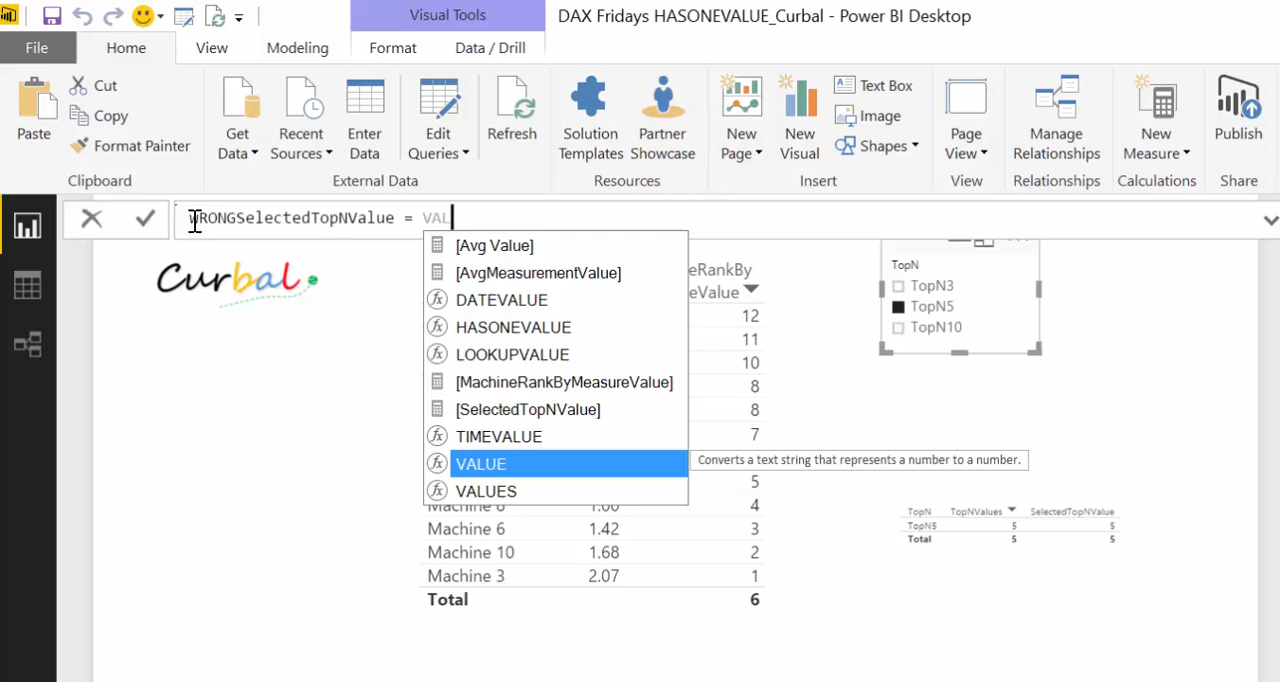 DAX Fridays HASONEVALUE_Curbal - Power BI Desktop
Visual Tools
File
Home
View
Modeling
Format
Data / Drill
Paste
Cut
Copy
Format Painter
Clipboard
Get Data
Recent Sources
Enter Data
Edit Queries
Refresh
External Data
Solution Templates
Partner Showcase
Resources
New Page
New Visual
Text Box
Image
Shapes
Insert
Page View
View
Manage Relationships
Relationships
New Measure
Calculations
Publish
Share
WRONGSelectedTopNValue = VAL
Curbal
[Avg Value]
[AvgMeasurementValue]
DATEVALUE
HASONEVALUE
LOOKUPVALUE
[MachineRankByMeasureValue]
[SelectedTopNValue]
TIMEVALUE
VALUE
VALUES
Converts a text string that represents a number to a number.
eRankBy
eValue
12
11
10
8
8
7
5
4
Machine 6 1.42 3
Machine 10 1.68 2
Machine 3 2.07 1
Total 6
TopN
TopN3
TopN5
TopN10
TopN TopNValues SelectedTopNValue
TopN5 5 5
Total 5 5